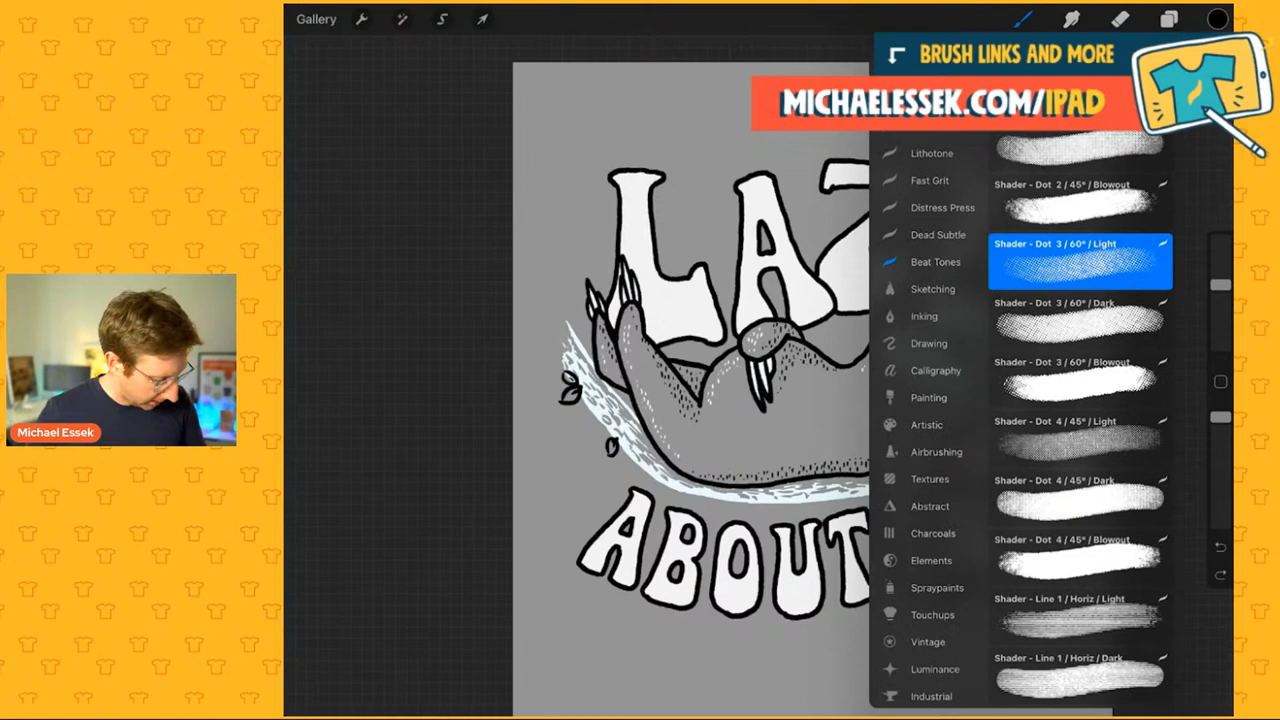 Gallery
BRUSH LINKS AND MORE
MICHAELESSEK.COM/IPAD
Lithotone
Fast Grit
Distress Press
Dead Subtle
Beat Tones
Sketching
Inking
Drawing
Calligraphy
Painting
Artistic
Airbrushing
Textures
Abstract
Charcoals
Elements
Spraypaints
Touchups
Vintage
Luminance
Industrial
Shader - Dot 2 / 45° / Blowout
Shader - Dot 3 / 60° / Light
Shader - Dot 3 / 60° / Dark
Shader - Dot 3 / 60° / Blowout
Shader - Dot 4 / 45° / Light
Shader - Dot 4 / 45° / Dark
Shader - Dot 4 / 45° / Blowout
Shader - Line 1 / Horiz / Light
Shader - Line 1 / Horiz / Dark
LAZ
ABOUT
Michael Essek